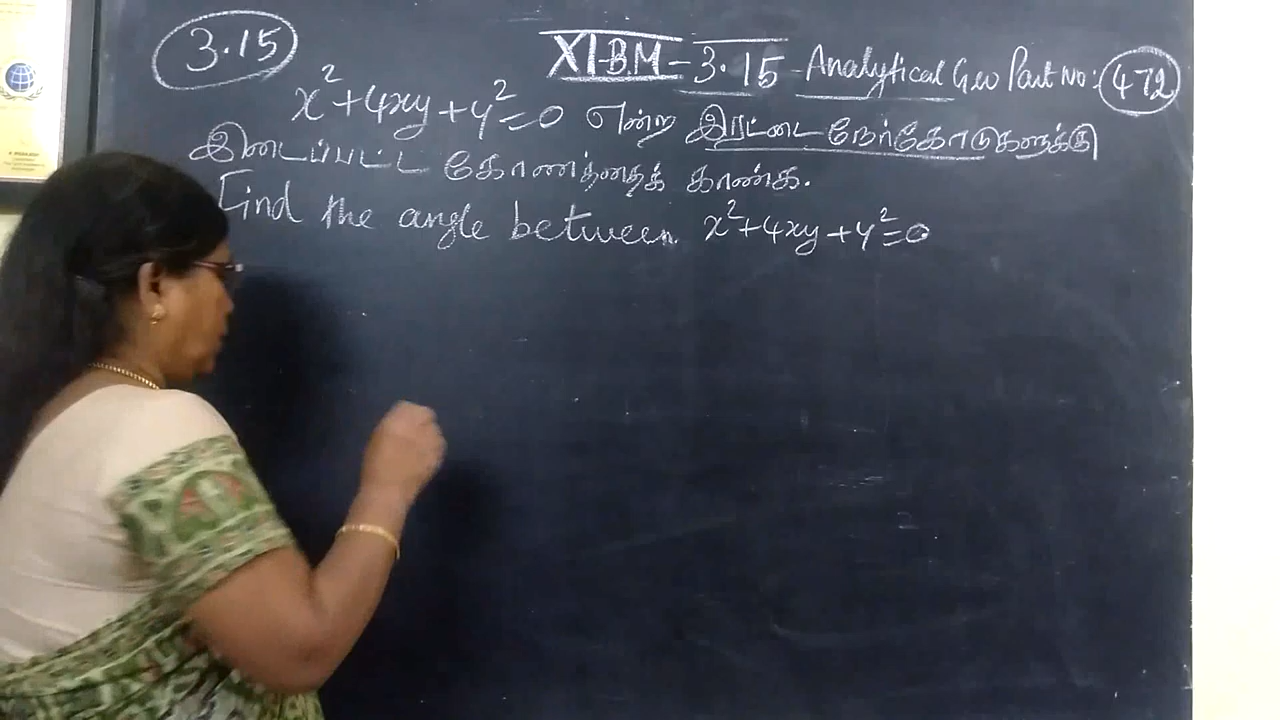 3.15
XI-B.M-3.15-Analytical Geo Part No: 472
x²+4xy+y²=0 என்ற இரட்டை நேர்கோடுகளுக்கு
இடைப்பட்ட கோணத்தைக் காண்க.
Find the angle between x²+4xy+y²=0